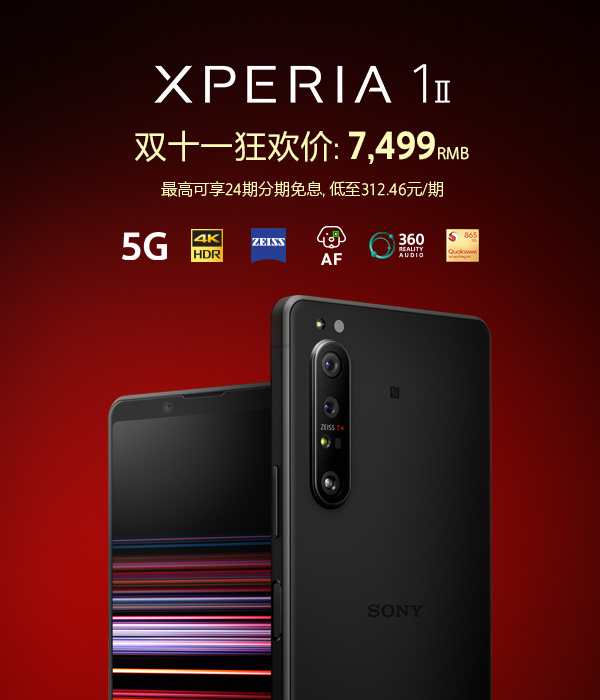 XPERIA 1 II
双十一狂欢价: 7,499RMB
最高可享24期分期免息, 低至312.46元/期
5G
4K
HDR
ZEISS
AF
360
REALITY
AUDIO
865
5G
Qualcomm
snapdragon
ZEISS T*
SONY